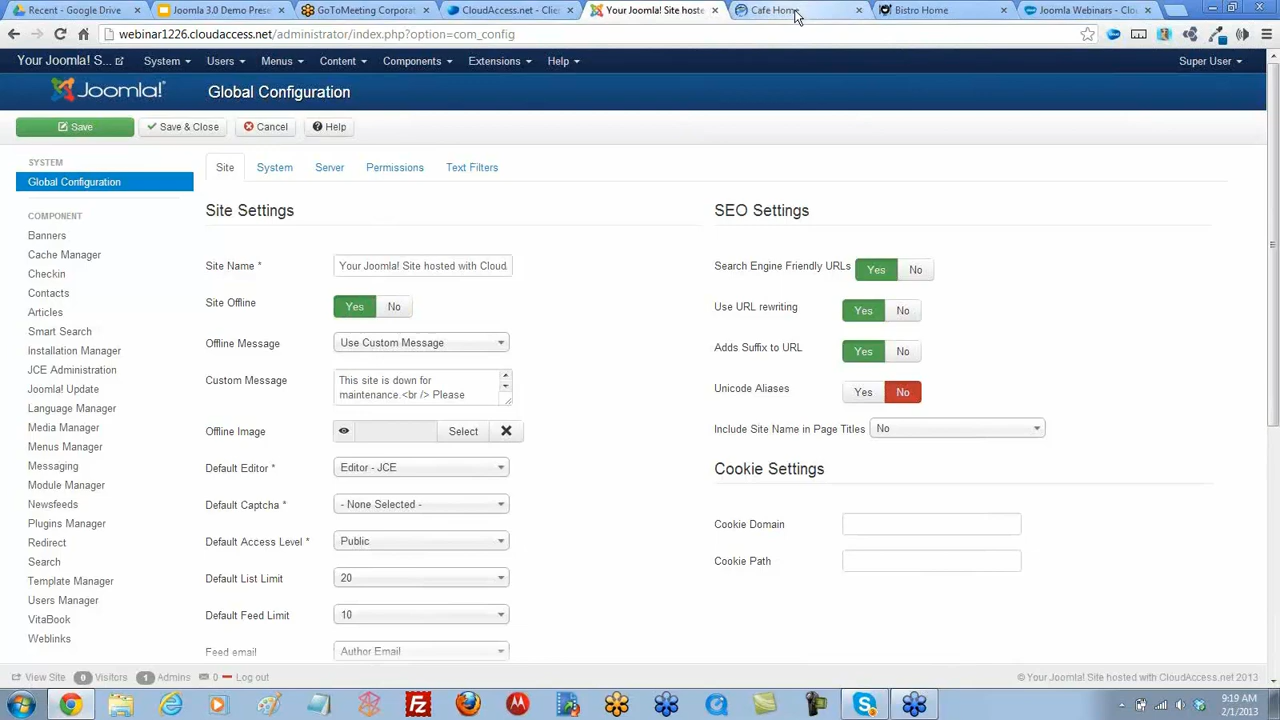 Recent - Google Drive
Joomla 3.0 Demo Prese
GoToMeeting Corporat
CloudAccess.net - Clie
Your Joomla! Site hoste
Cafe Home
Bistro Home
Joomla Webinars - Clou
webinar1226.cloudaccess.net/administrator/index.php?option=com_config
Your Joomla! S...
System
Users
Menus
Content
Components
Extensions
Help
Super User
Joomla!
Global Configuration
Save
Save & Close
Cancel
Help
SYSTEM
Global Configuration
COMPONENT
Banners
Cache Manager
Checkin
Contacts
Articles
Smart Search
Installation Manager
JCE Administration
Joomla! Update
Language Manager
Media Manager
Menus Manager
Messaging
Module Manager
Newsfeeds
Plugins Manager
Redirect
Search
Template Manager
Users Manager
VitaBook
Weblinks
Site
System
Server
Permissions
Text Filters
Site Settings
Site Name *
Your Joomla! Site hosted with Cloud
Site Offline
Yes
No
Offline Message
Use Custom Message
Custom Message
This site is down for
maintenance.<br /> Please
Offline Image
Select
Default Editor *
Editor - JCE
Default Captcha *
- None Selected -
Default Access Level *
Public
Default List Limit
20
Default Feed Limit
10
Feed email
Author Email
SEO Settings
Search Engine Friendly URLs
Yes
No
Use URL rewriting
Yes
No
Adds Suffix to URL
Yes
No
Unicode Aliases
Yes
No
Include Site Name in Page Titles
No
Cookie Settings
Cookie Domain
Cookie Path
View Site
0 Visitors
1 Admins
0
Log out
© Your Joomla! Site hosted with CloudAccess.net 2013
9:19 AM
2/1/2013